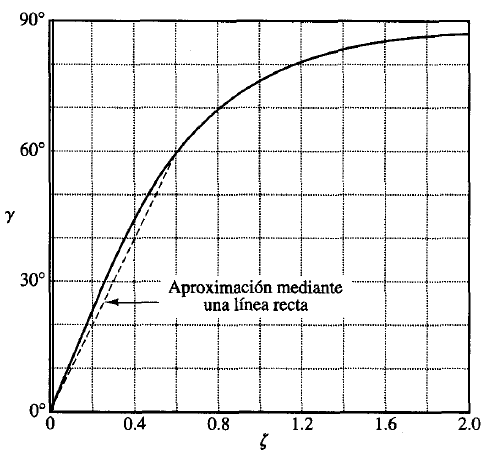 90°
60°
γ
30°
Aproximación mediante
una línea recta
0°
0 0.4 0.8 1.2 1.6 2.0
ζ